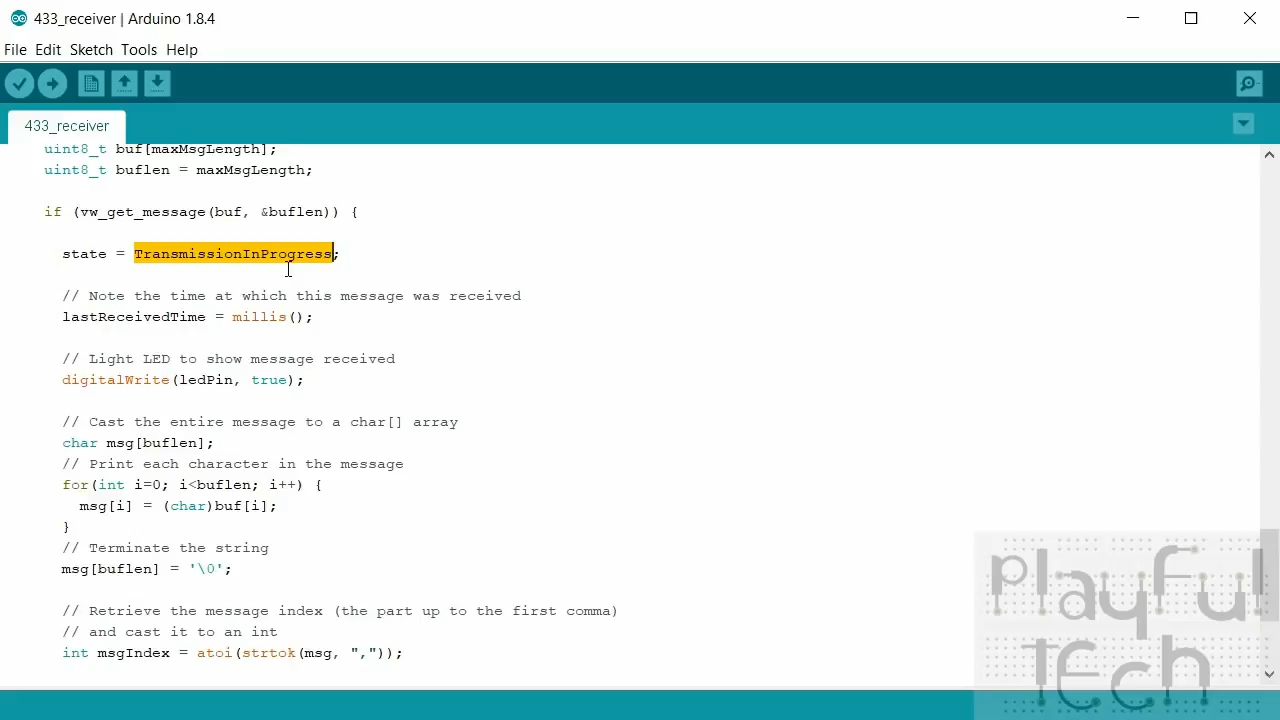 433_receiver | Arduino 1.8.4
File Edit Sketch Tools Help
433_receiver
uint8_t buf[maxMsgLength];
uint8_t buflen = maxMsgLength;
if (vw_get_message(buf, &buflen)) {
state = TransmissionInProgress;
// Note the time at which this message was received
lastReceivedTime = millis();
// Light LED to show message received
digitalWrite(ledPin, true);
// Cast the entire message to a char[] array
char msg[buflen];
// Print each character in the message
for(int i=0; i<buflen; i++) {
msg[i] = (char)buf[i];
}
// Terminate the string
msg[buflen] = '\0';
// Retrieve the message index (the part up to the first comma)
// and cast it to an int
int msgIndex = atoi(strtok(msg, ","));
playful
tech